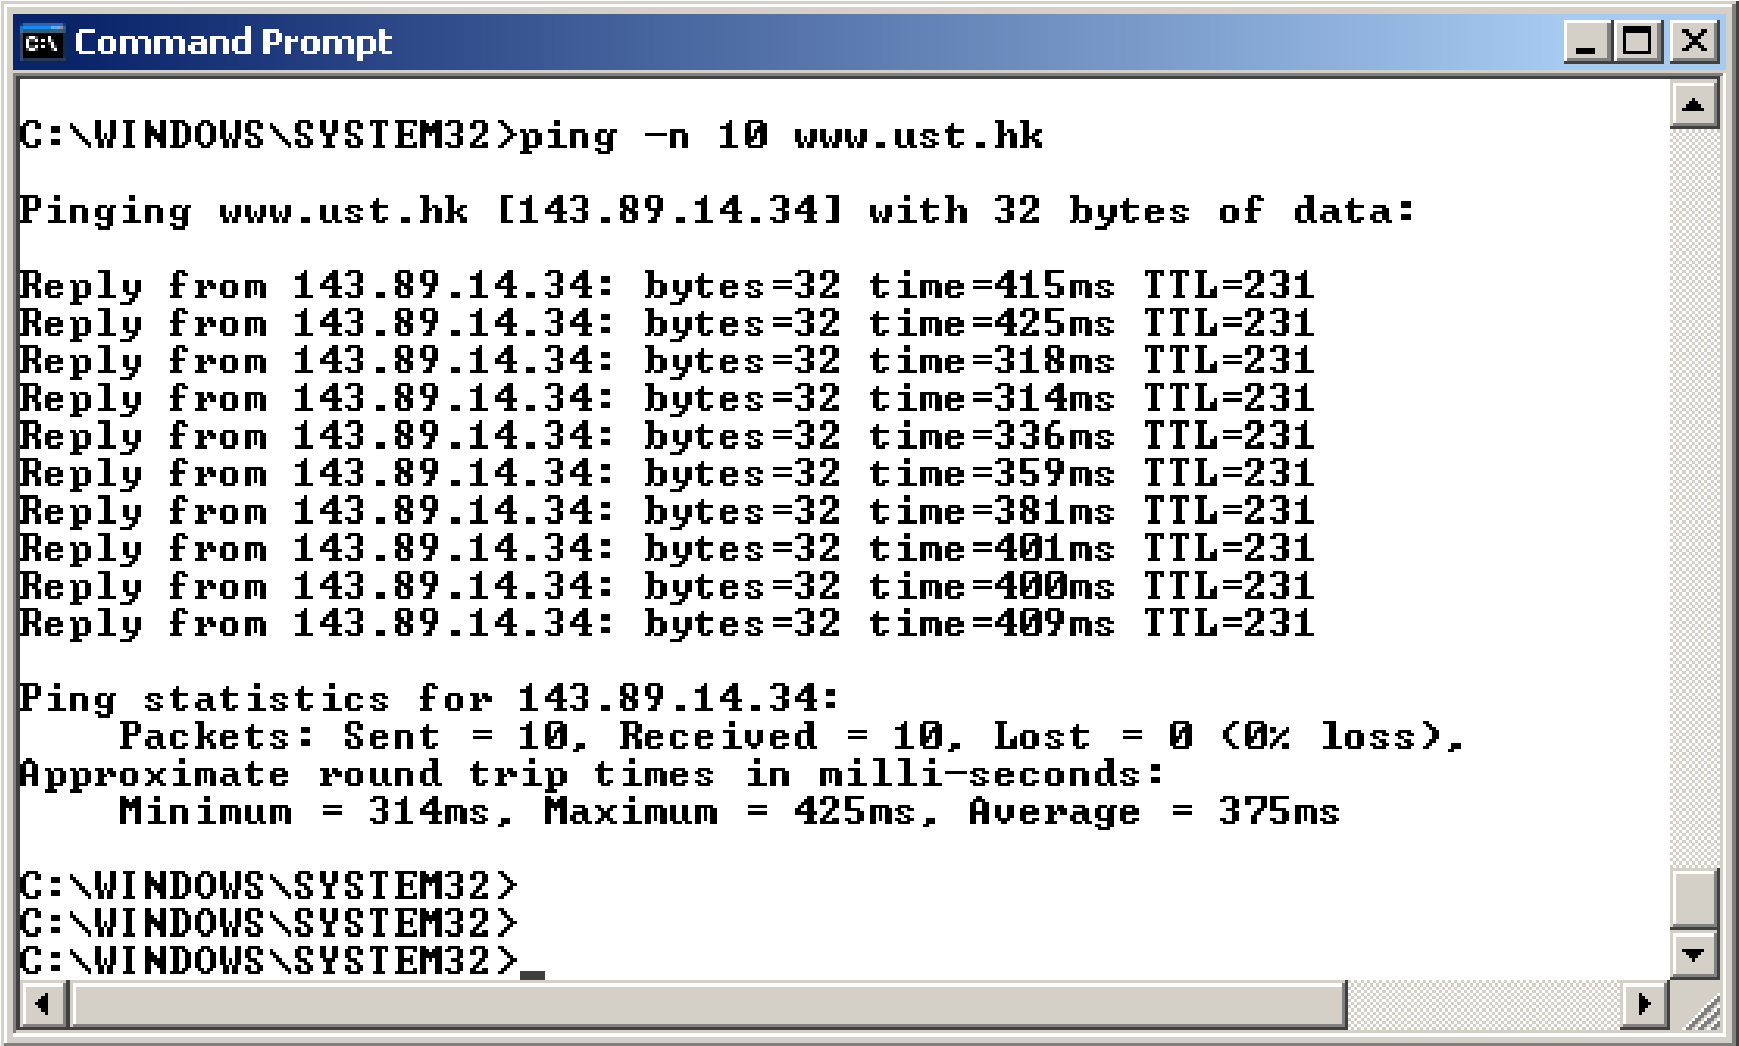 Command Prompt
C:\WINDOWS\SYSTEM32>ping -n 10 www.ust.hk
Pinging www.ust.hk [143.89.14.34] with 32 bytes of data:
Reply from 143.89.14.34: bytes=32 time=415ms TTL=231
Reply from 143.89.14.34: bytes=32 time=425ms TTL=231
Reply from 143.89.14.34: bytes=32 time=318ms TTL=231
Reply from 143.89.14.34: bytes=32 time=314ms TTL=231
Reply from 143.89.14.34: bytes=32 time=336ms TTL=231
Reply from 143.89.14.34: bytes=32 time=359ms TTL=231
Reply from 143.89.14.34: bytes=32 time=381ms TTL=231
Reply from 143.89.14.34: bytes=32 time=401ms TTL=231
Reply from 143.89.14.34: bytes=32 time=400ms TTL=231
Reply from 143.89.14.34: bytes=32 time=409ms TTL=231
Ping statistics for 143.89.14.34:
    Packets: Sent = 10, Received = 10, Lost = 0 (0% loss),
Approximate round trip times in milli-seconds:
    Minimum = 314ms, Maximum = 425ms, Average = 375ms
C:\WINDOWS\SYSTEM32>
C:\WINDOWS\SYSTEM32>
C:\WINDOWS\SYSTEM32>_